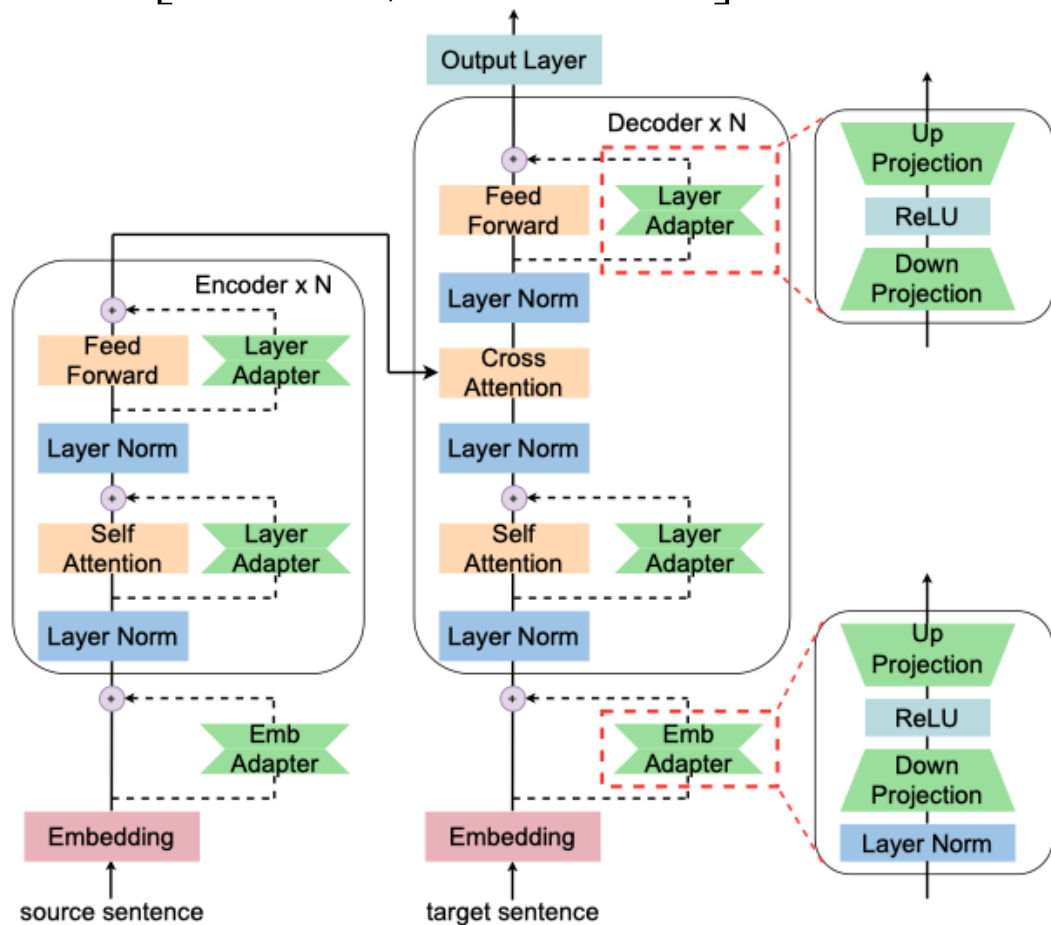 Output Layer
Decoder x N
Feed
Forward
Layer
Adapter
Layer Norm
Cross
Attention
Layer Norm
Self
Attention
Layer
Adapter
Layer Norm
Emb
Adapter
Embedding
target sentence
Encoder x N
Feed
Forward
Layer
Adapter
Layer Norm
Self
Attention
Layer
Adapter
Layer Norm
Emb
Adapter
Embedding
source sentence
Up
Projection
ReLU
Down
Projection
Up
Projection
ReLU
Down
Projection
Layer Norm